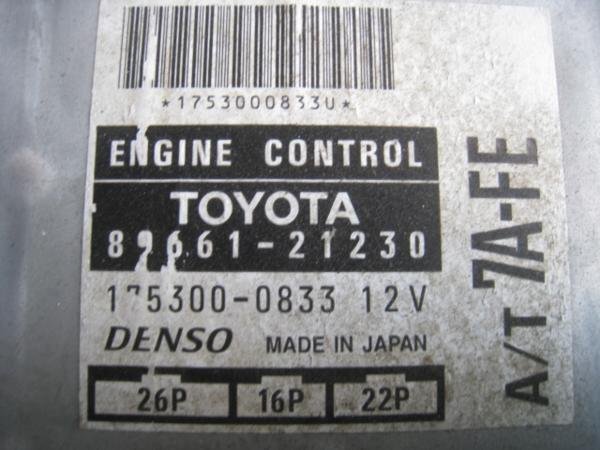 *1753000833U*
ENGINE CONTROL
TOYOTA
89661-21230
175300-0833 12V
DENSO MADE IN JAPAN
26P 16P 22P
A/T 7A-FE